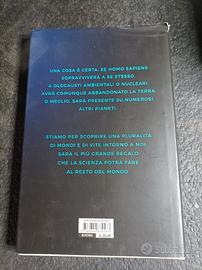 UNA COSA È CERTA: SE HOMO SAPIENS
SOPRAVVIVERÀ A SE STESSO,
A OLOCAUSTI AMBIENTALI O NUCLEARI,
AVRÀ COMUNQUE ABBANDONATO LA TERRA.
O MEGLIO, SARÀ PRESENTE SU NUMEROSI
ALTRI PIANETI.
STIAMO PER SCOPRIRE UNA PLURALITÀ
DI MONDI E DI VITE INTORNO A NOI
SARÀ IL PIÙ GRANDE REGALO
CHE LA SCIENZA POTRÀ FARE
AL RESTO DEL MONDO
subito